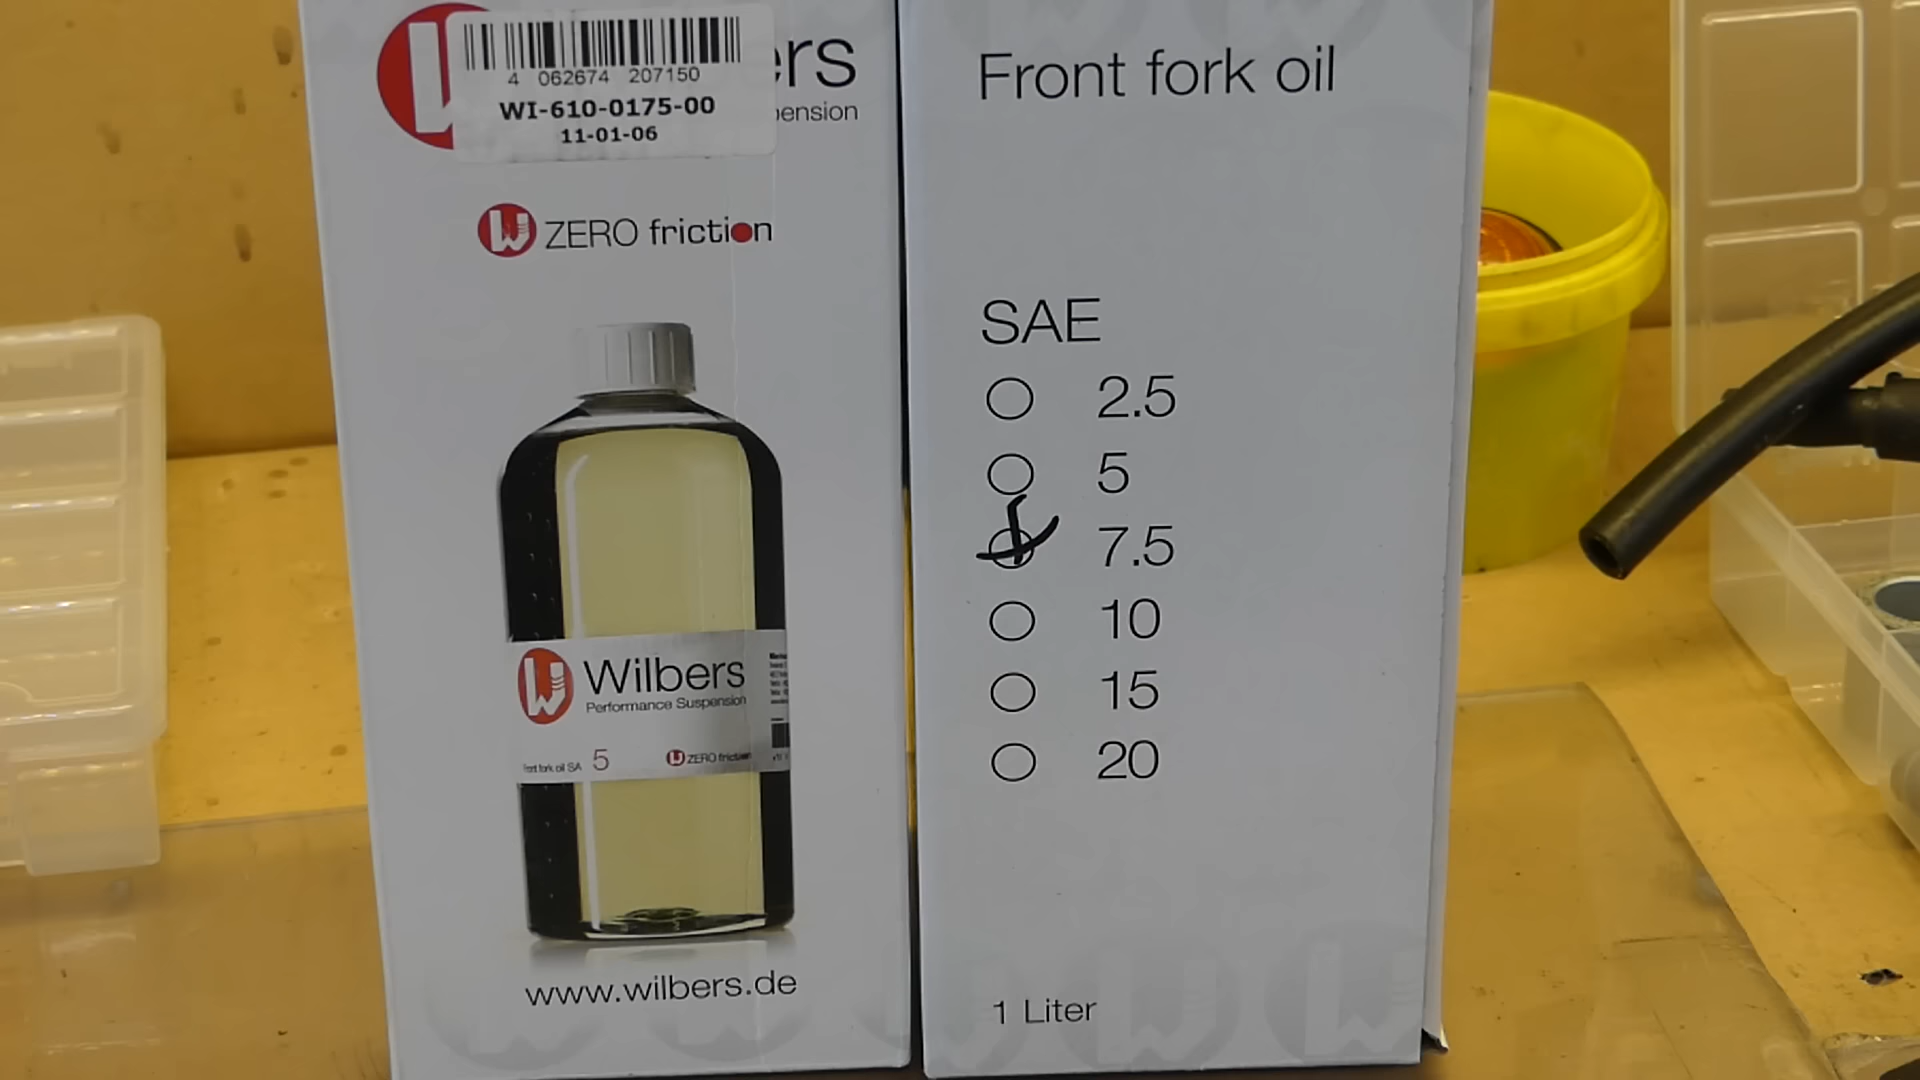 ers
pension
4 062674 207150
WI-610-0175-00
11-01-06
ZERO friction
Wilbers
Performance Suspension
Front fork oil SA 5
ZERO friction
www.wilbers.de
Front fork oil
SAE
2.5
5
7.5
10
15
20
1 Liter